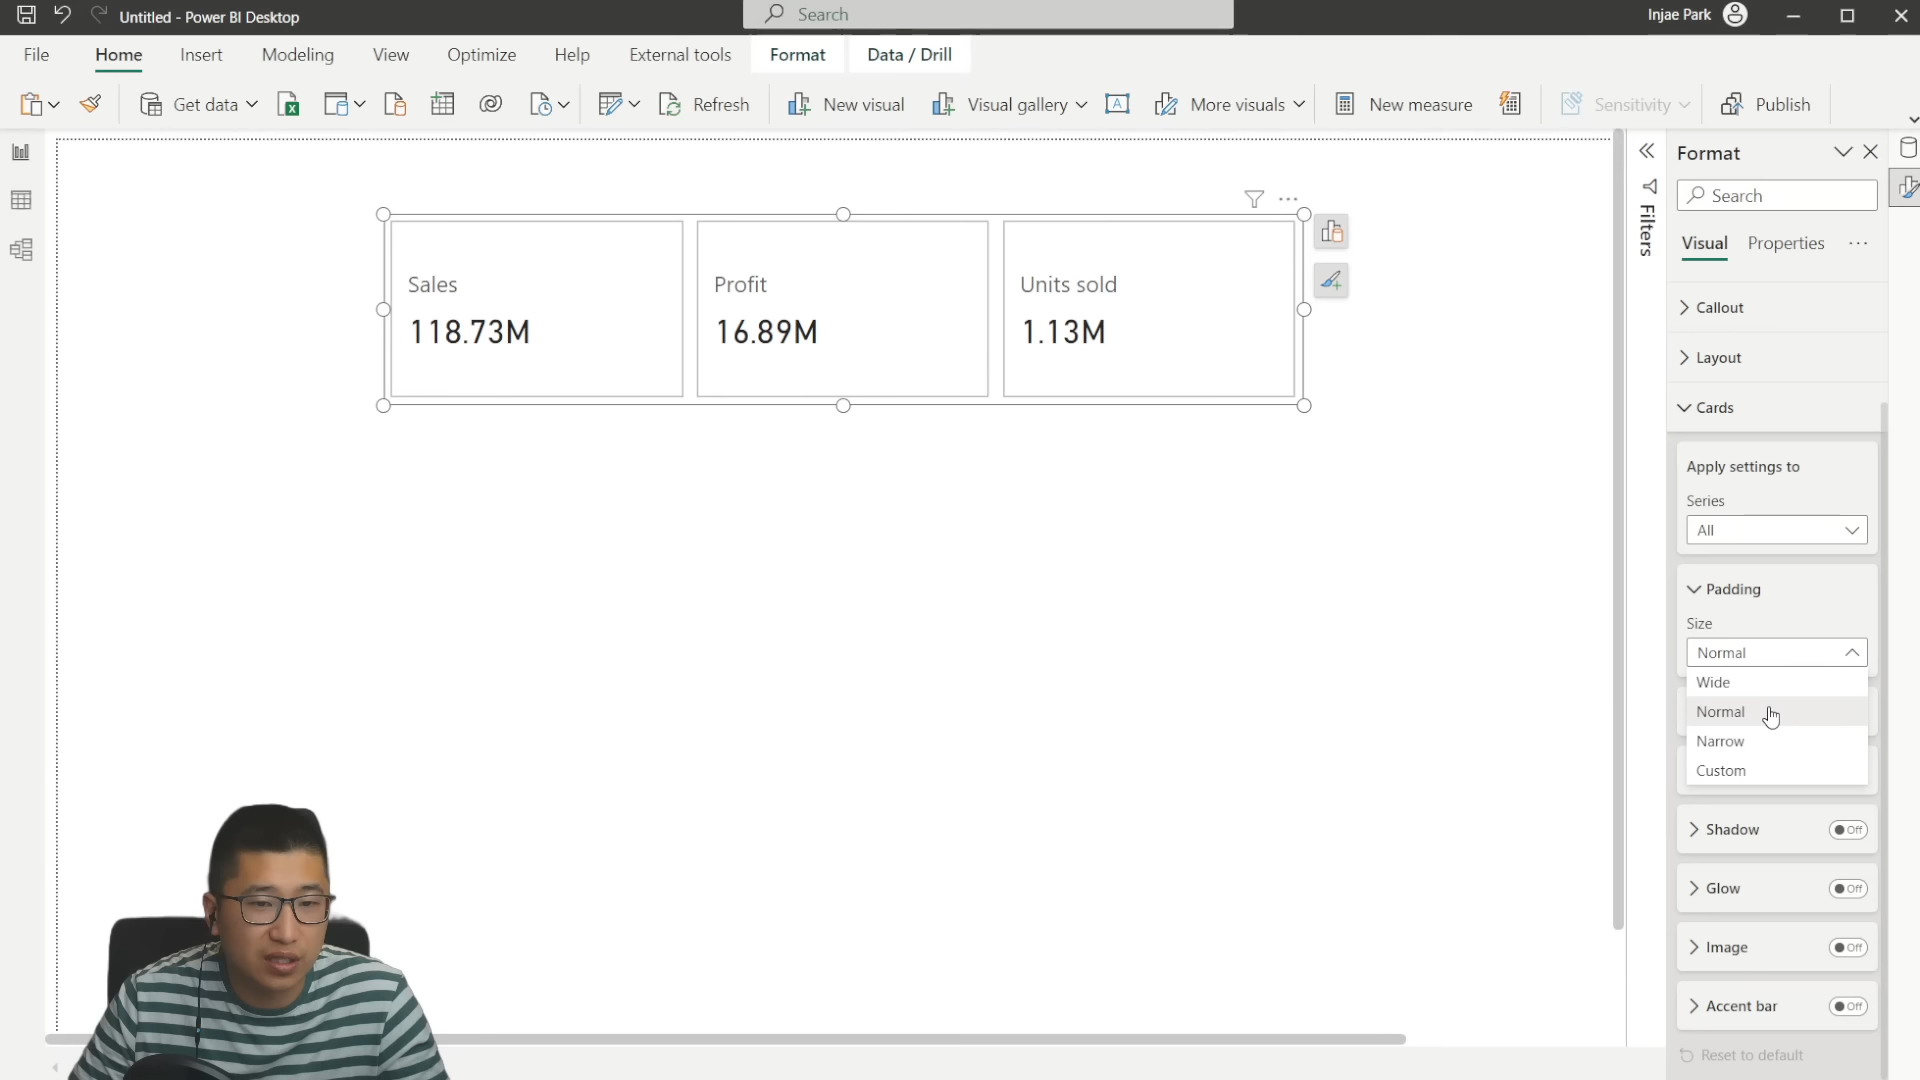 Untitled - Power BI Desktop
Search
Injae Park
File
Home
Insert
Modeling
View
Optimize
Help
External tools
Format
Data / Drill
Get data
Refresh
New visual
Visual gallery
More visuals
New measure
Sensitivity
Publish
Sales
118.73M
Profit
16.89M
Units sold
1.13M
Filters
Format
Search
Visual
Properties
Callout
Layout
Cards
Apply settings to
Series
All
Padding
Size
Normal
Wide
Normal
Narrow
Custom
Shadow
Off
Glow
Off
Image
Off
Accent bar
Off
Reset to default